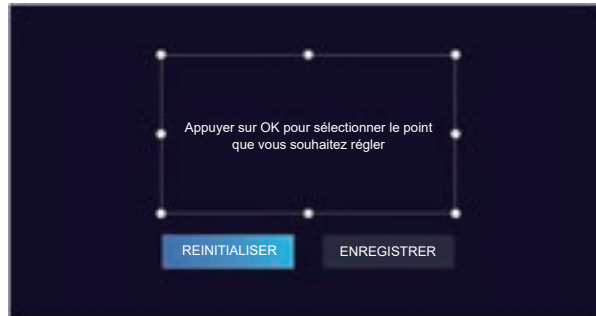 Appuyer sur OK pour sélectionner le point
que vous souhaitez régler
REINITIALISER
ENREGISTRER